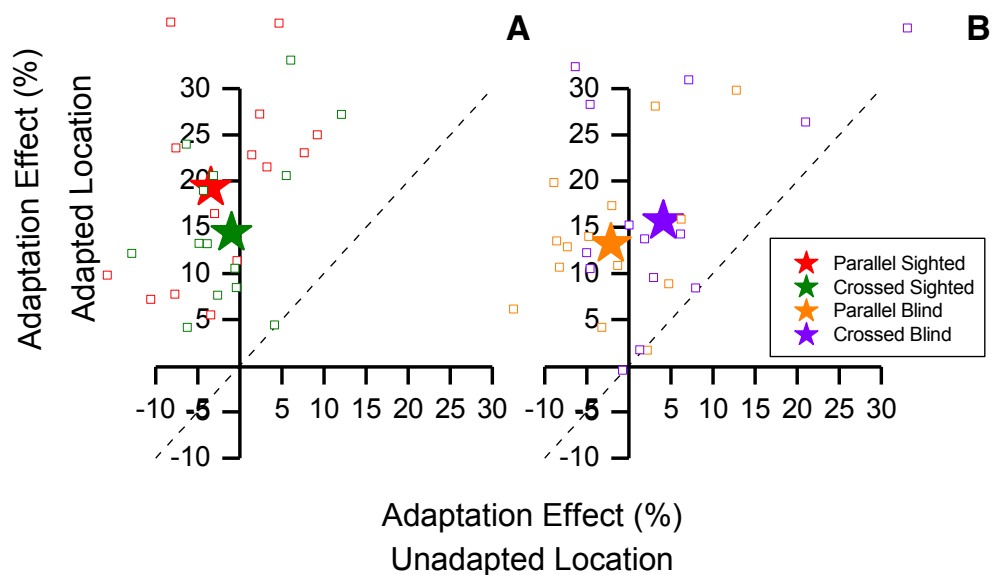 A
B
Adaptation Effect (%)
Adapted Location
30
25
20
15
10
5
-5
-10
-10 -5 5 10 15 20 25 30
30
25
20
15
10
5
-5
-10
-10 -5 5 10 15 20 25 30
Parallel Sighted
Crossed Sighted
Parallel Blind
Crossed Blind
Adaptation Effect (%)
Unadapted Location